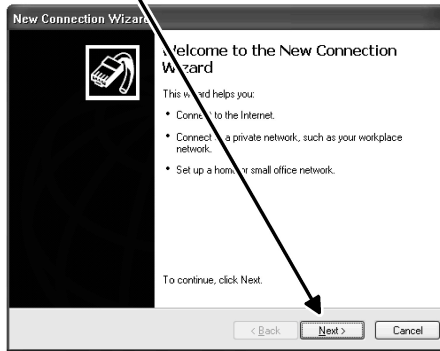 New Connection Wizard
Welcome to the New Connection
Wizard
This wizard helps you:
• Connect to the Internet.
• Connect to a private network, such as your workplace
network.
• Set up a home or small office network.
To continue, click Next.
< Back
Next >
Cancel